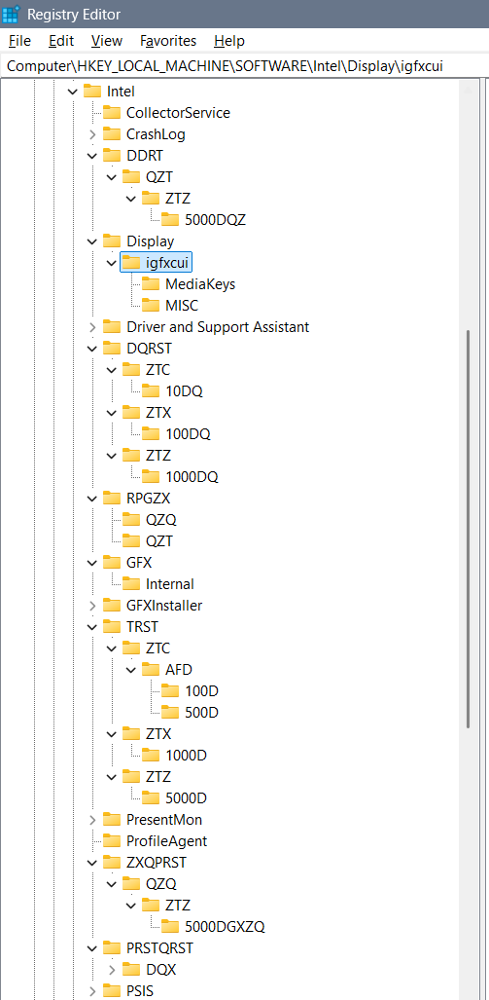 Registry Editor
File Edit View Help
Computer\HKEY_LOCAL_MACHINE\SOFTWARE\Intel\Display\igfxcui
Intel
CollectorService
CrashLog
DDRT
QZT
ZTZ
5000DQZ
Display
igfxcui
MediaKeys
MISC
Driver and Support Assistant
DQRST
ZTC
10DQ
ZTX
100DQ
ZTZ
1000DQ
RPGZX
QZQ
QZT
GFX
Internal
GFXInstaller
TRST
ZTC
AFD
100D
500D
ZTX
1000D
ZTZ
5000D
PresentMon
ProfileAgent
ZXQPRST
QZQ
ZTZ
5000DGXZQ
PRSTQRST
DQX
PSIS